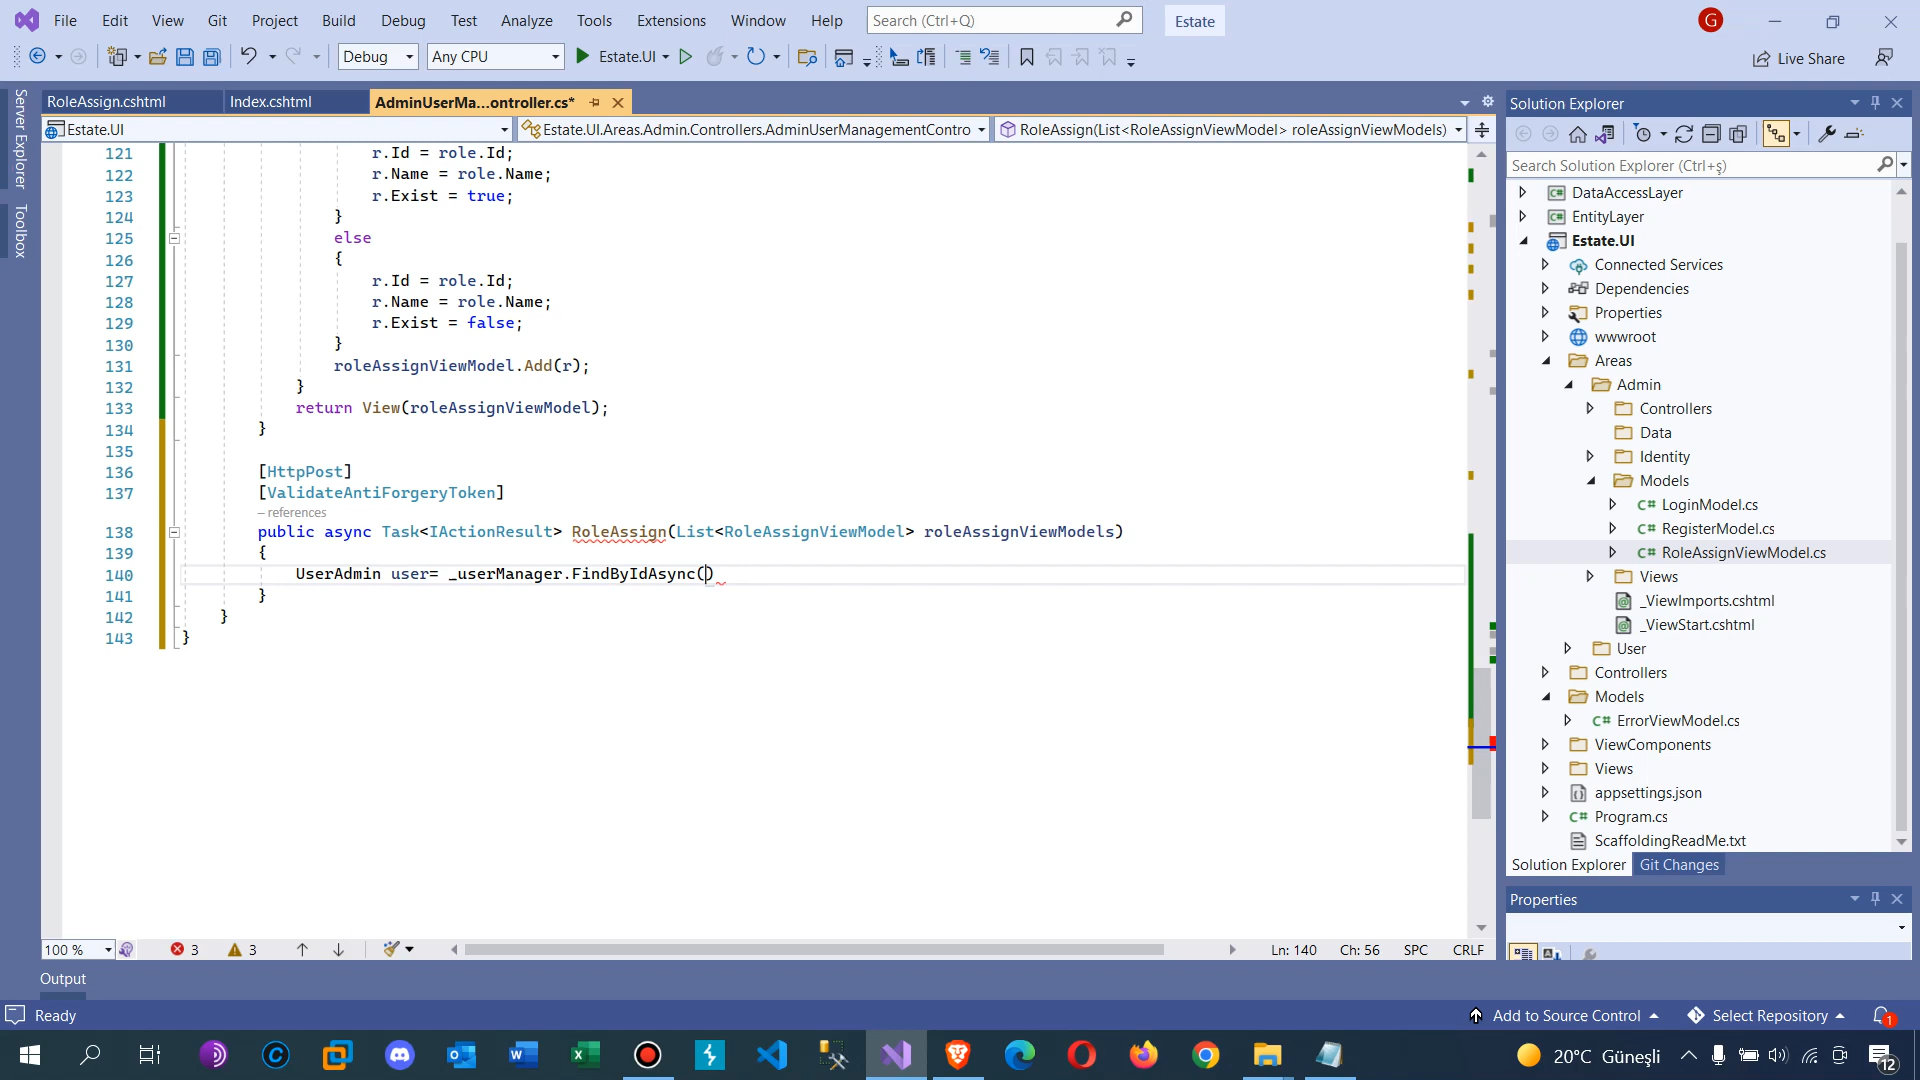 File Edit View Git Project Build Debug Test Analyze Tools Extensions Window Help Search (Ctrl+Q) Estate G
Debug Any CPU Estate.UI Live Share
Server Explorer
Toolbox
RoleAssign.cshtml Index.cshtml AdminUserMa...ontroller.cs*
Estate.UI Estate.UI.Areas.Admin.Controllers.AdminUserManagementContro RoleAssign(List<RoleAssignViewModel> roleAssignViewModels)
121 r.Id = role.Id;
122 r.Name = role.Name;
123 r.Exist = true;
124 }
125 else
126 {
127 r.Id = role.Id;
128 r.Name = role.Name;
129 r.Exist = false;
130 }
131 roleAssignViewModel.Add(r);
132 }
133 return View(roleAssignViewModel);
134 }
135
136 [HttpPost]
137 [ValidateAntiForgeryToken]
– references
138 public async Task<IActionResult> RoleAssign(List<RoleAssignViewModel> roleAssignViewModels)
139 {
140 UserAdmin user= _userManager.FindByIdAsync()
141 }
142 }
143 }
100 % 3 3 Ln: 140 Ch: 56 SPC CRLF
Output
Solution Explorer
Search Solution Explorer (Ctrl+ş)
DataAccessLayer
EntityLayer
Estate.UI
Connected Services
Dependencies
Properties
wwwroot
Areas
Admin
Controllers
Data
Identity
Models
C# LoginModel.cs
C# RegisterModel.cs
C# RoleAssignViewModel.cs
Views
_ViewImports.cshtml
_ViewStart.cshtml
User
Controllers
Models
C# ErrorViewModel.cs
ViewComponents
Views
appsettings.json
C# Program.cs
ScaffoldingReadMe.txt
Solution Explorer Git Changes
Properties
Ready Add to Source Control Select Repository 1
20°C Güneşli 12